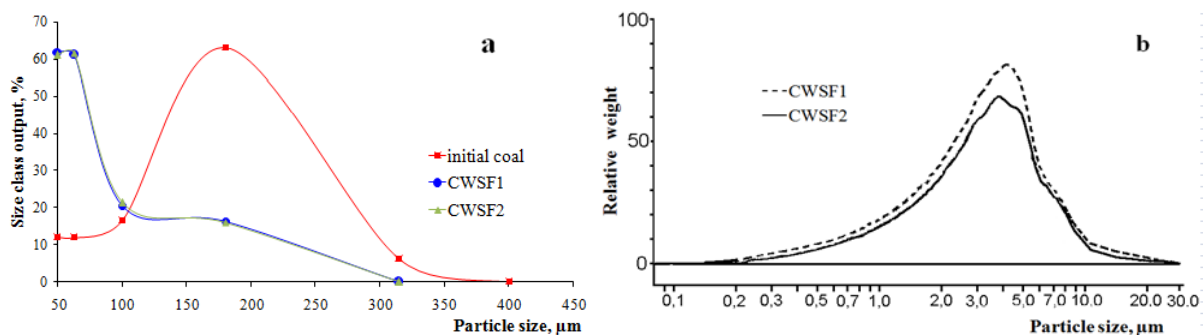 a
Size class output, %
70
60
50
40
30
20
10
0
initial coal
CWSF1
CWSF2
50 100 150 200 250 300 350 400 450
Particle size, µm
b
Relative weight
100
50
0
CWSF1
CWSF2
0,1 0,2 0,3 0,5 0,7 1,0 2,0 3,0 5,0 7,0 10.0 20.0 30.0
Particle size, µm